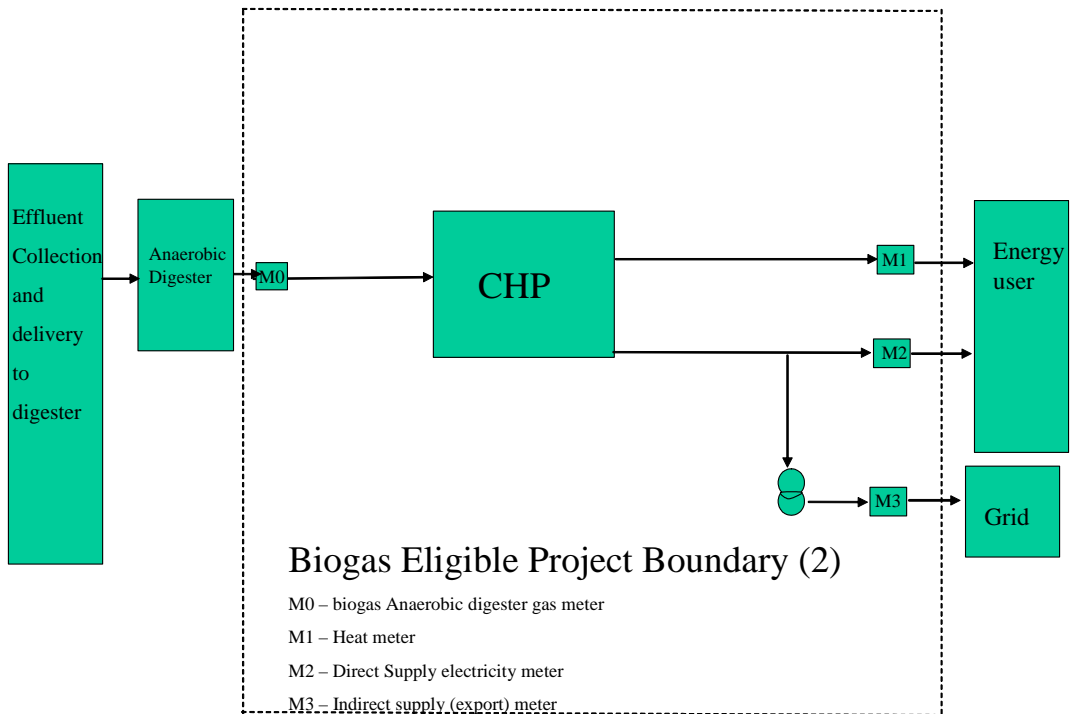 Effluent
Collection
and
delivery
to
digester
Anaerobic
Digester
M0
CHP
M1
M2
Energy
user
M3
Grid
Biogas Eligible Project Boundary (2)
M0 – biogas Anaerobic digester gas meter
M1 – Heat meter
M2 – Direct Supply electricity meter
M3 – Indirect supply (export) meter